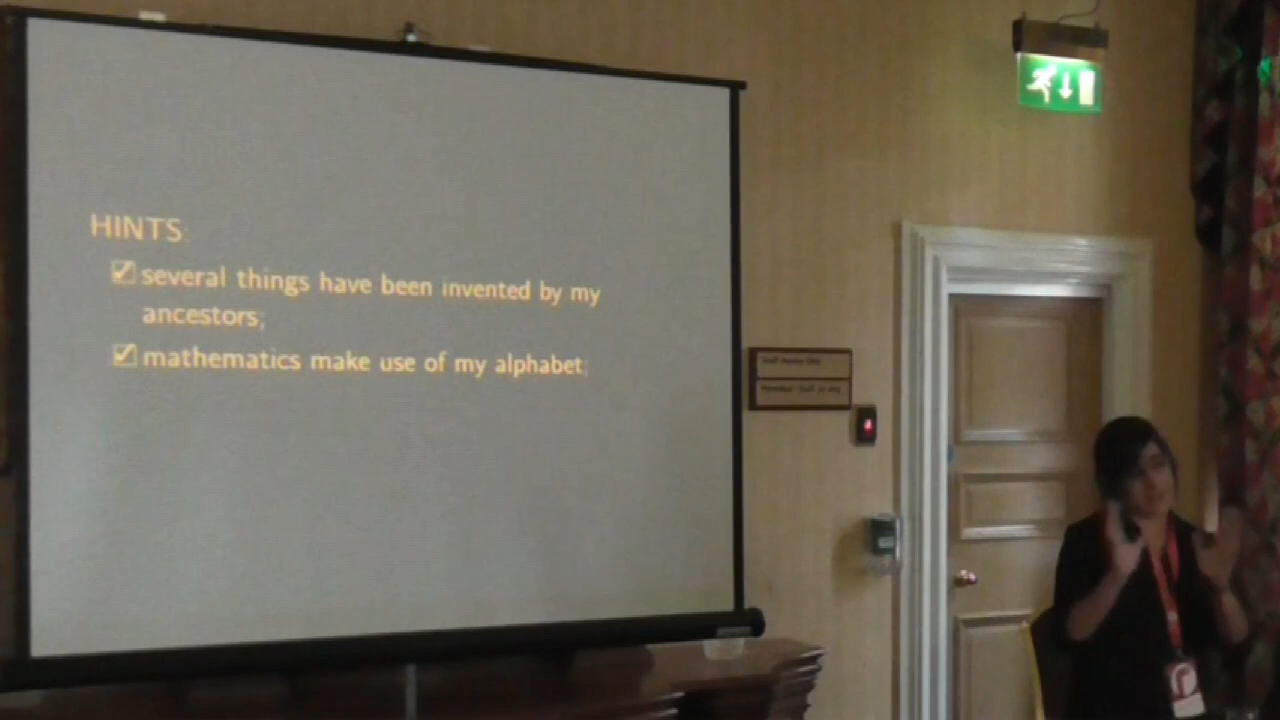 HINTS:
☑ several things have been invented by my
ancestors;
☑ mathematics make use of my alphabet;